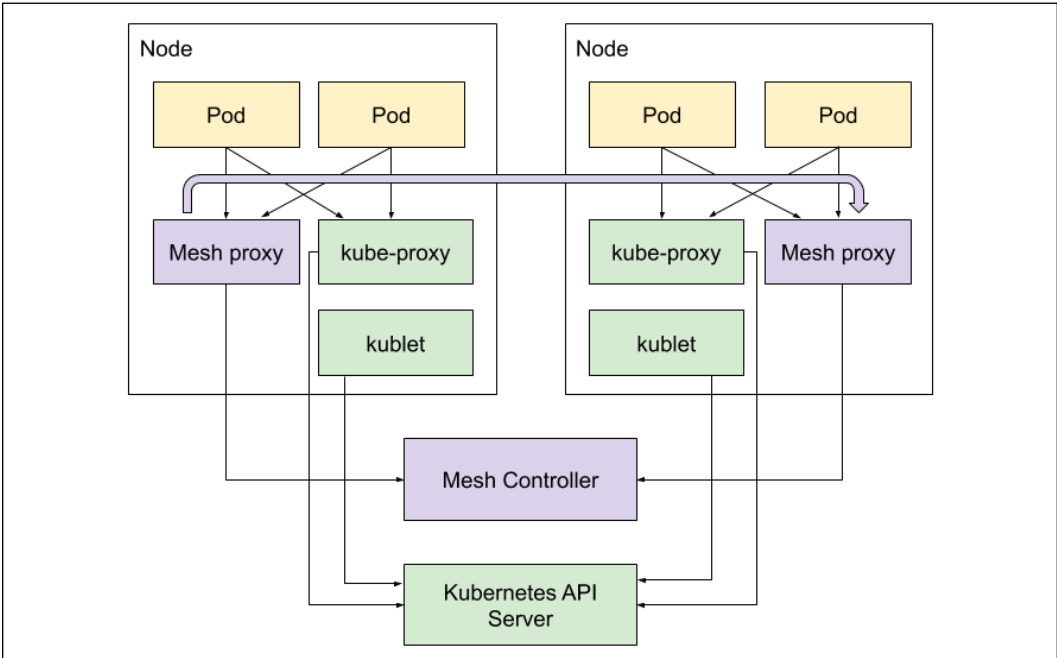 Node
Pod
Pod
Mesh proxy
kube-proxy
kublet
Node
Pod
Pod
kube-proxy
Mesh proxy
kublet
Mesh Controller
Kubernetes API
Server